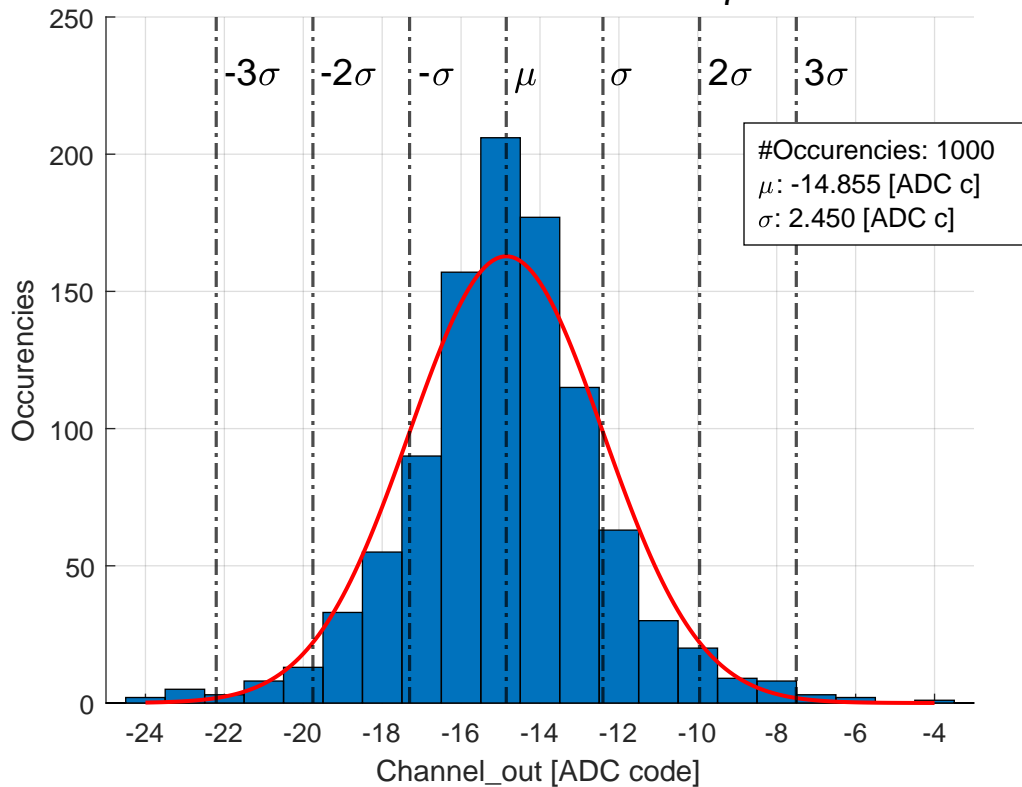 250
200
150
100
50
0
-3σ -2σ -σ μ σ 2σ 3σ
#Occurencies: 1000
μ: -14.855 [ADC c]
σ: 2.450 [ADC c]
Occurencies
-24 -22 -20 -18 -16 -14 -12 -10 -8 -6 -4
Channel_out [ADC code]